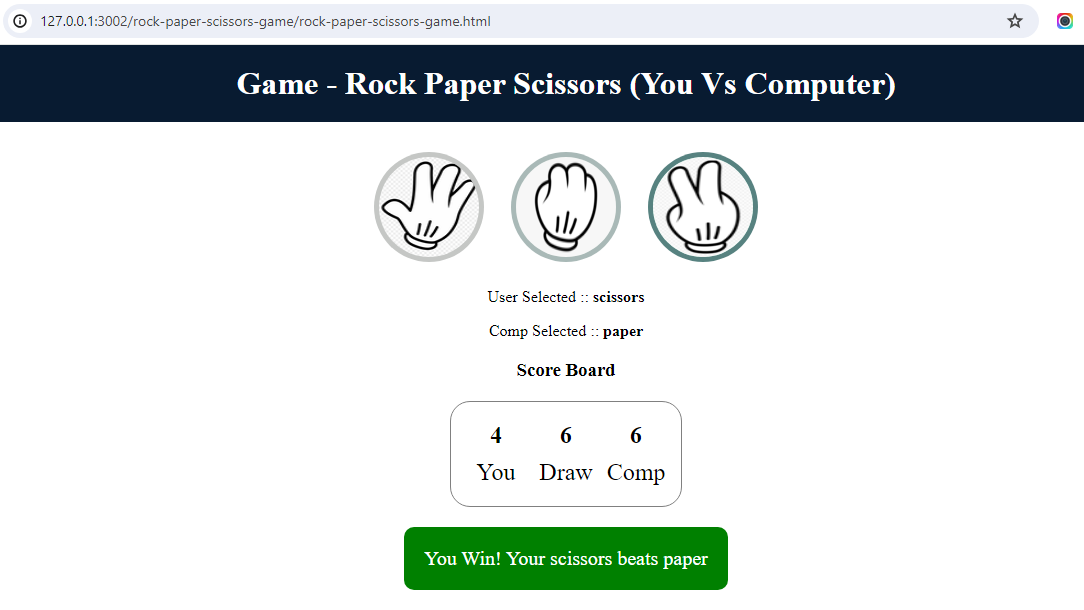 127.0.0.1:3002/rock-paper-scissors-game/rock-paper-scissors-game.html
Game - Rock Paper Scissors (You Vs Computer)
User Selected :: scissors
Comp Selected :: paper
Score Board
4 6 6
You Draw Comp
You Win! Your scissors beats paper